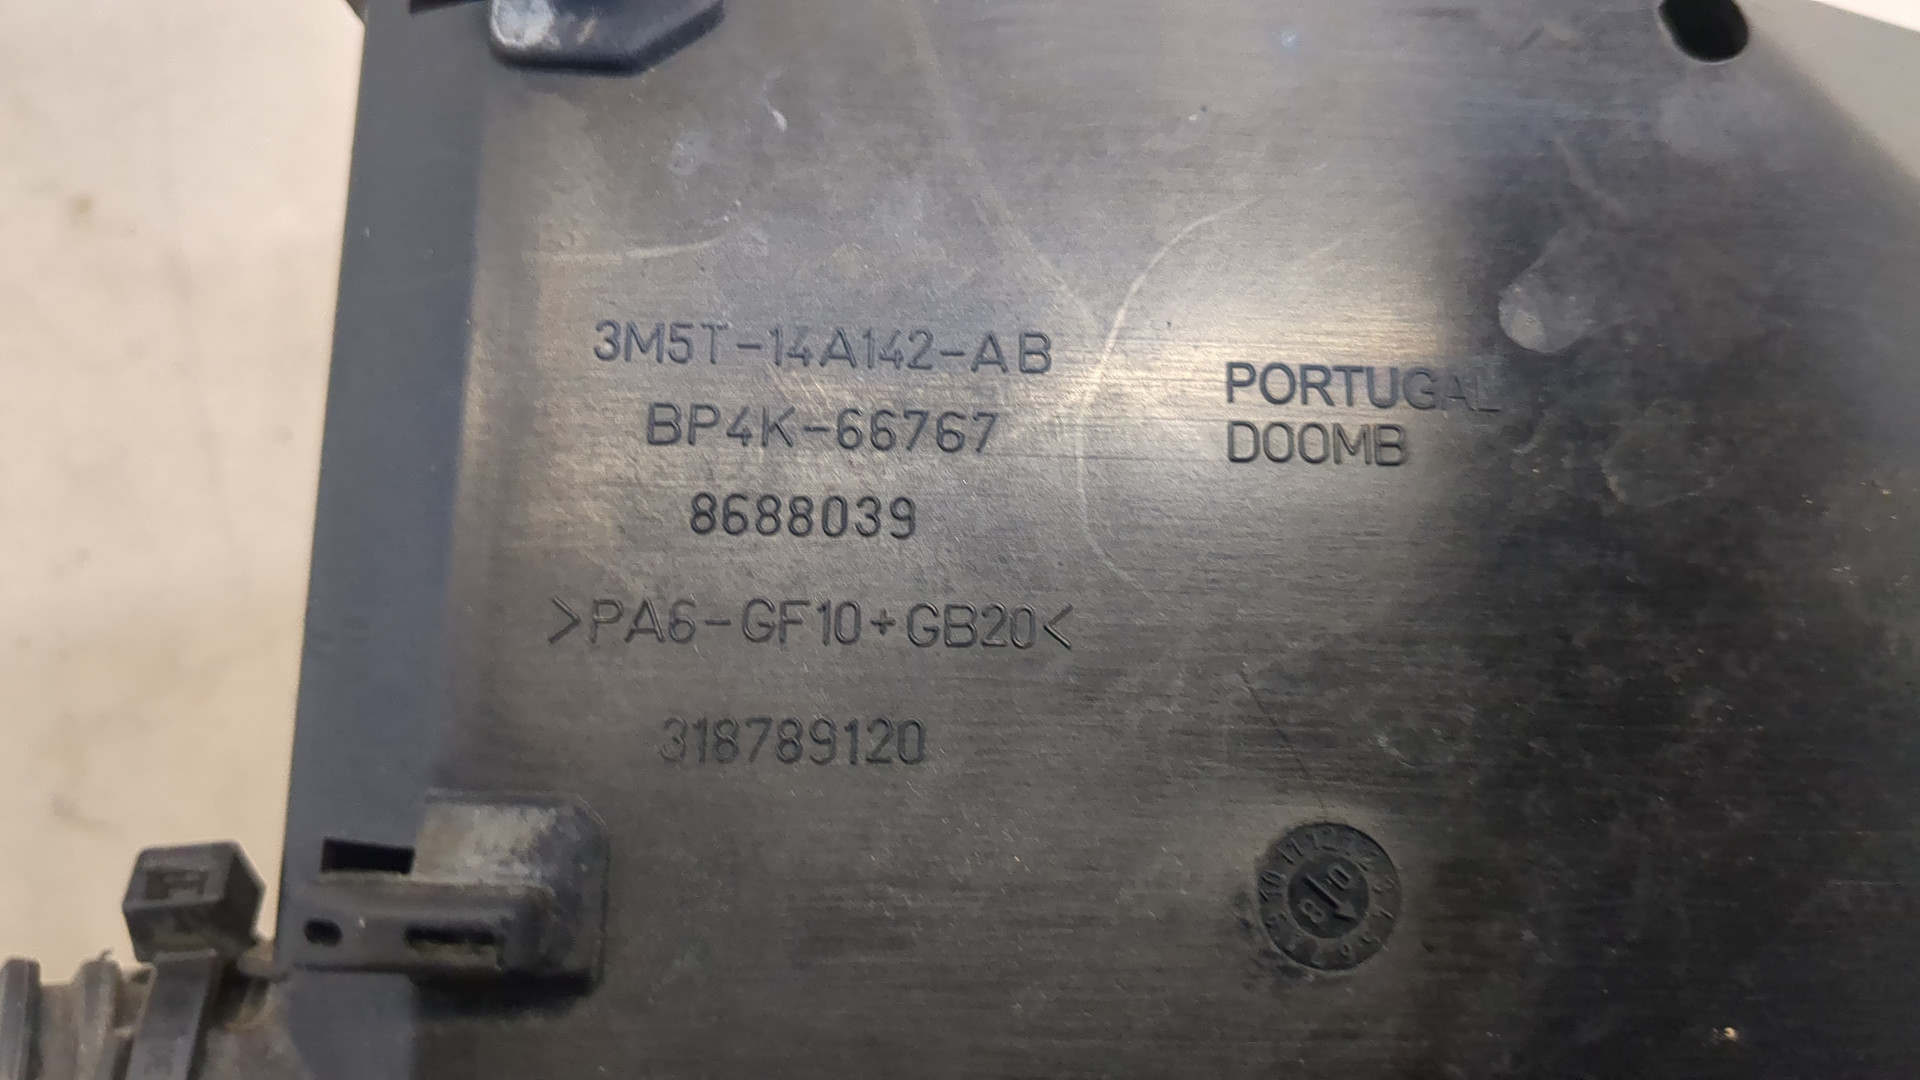 3M5T-14A142-AB
BP4K-66767
8688039
>PA6-GF10+GB20<
318789120
PORTUGAL
DOOMB